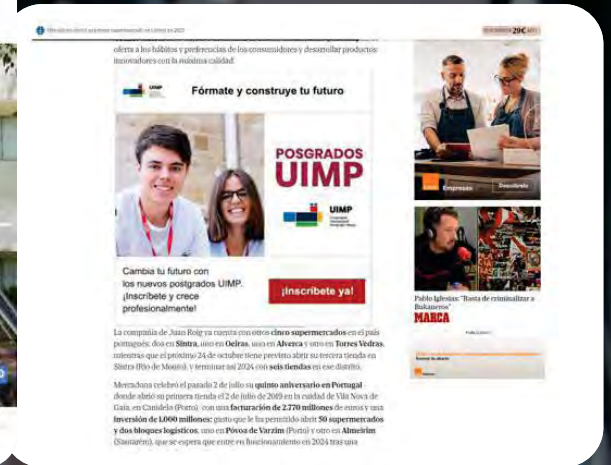 29€
oferta a los hábitos y preferencias de los consumidores y desarrollar productos
innovadores con la máxima calidad
UIMP
Fórmate y construye tu futuro
POSGRADOS
UIMP
UIMP
Cambia tu futuro con
los nuevos postgrados UIMP.
¡Inscríbete y crece
profesionalmente!
¡Inscríbete ya!
Empresas
Descúbrelo
Pablo Iglesias: "Basta de criminalizar a
Bukaneros"
MARCA
La compañía de Juan Roig ya cuenta con otros cinco supermercados en el país
portugués: dos en Sintra, uno en Oeiras, uno en Alverca y otro en Torres Vedras,
mientras que el próximo 24 de octubre tiene previsto abrir su tercera tienda en
Sintra (Rio de Mouro), y terminar así 2024 con seis tiendas en ese distrito.
Mercadona celebró el pasado 2 de julio su quinto aniversario en Portugal
donde abrió su primera tienda el 2 de julio de 2019 en la ciudad de Vila Nova de
Gaia, en Canidelo (Porto) con una facturación de 2.770 millones de euros y una
inversión de 1.000 millones: gasto que le ha permitido abrir 50 supermercados
y dos bloques logísticos, uno en Póvoa de Varzim (Porto) y otro en Almeirim
(Santarém), que se espera que entre en funcionamiento en 2024 tras una